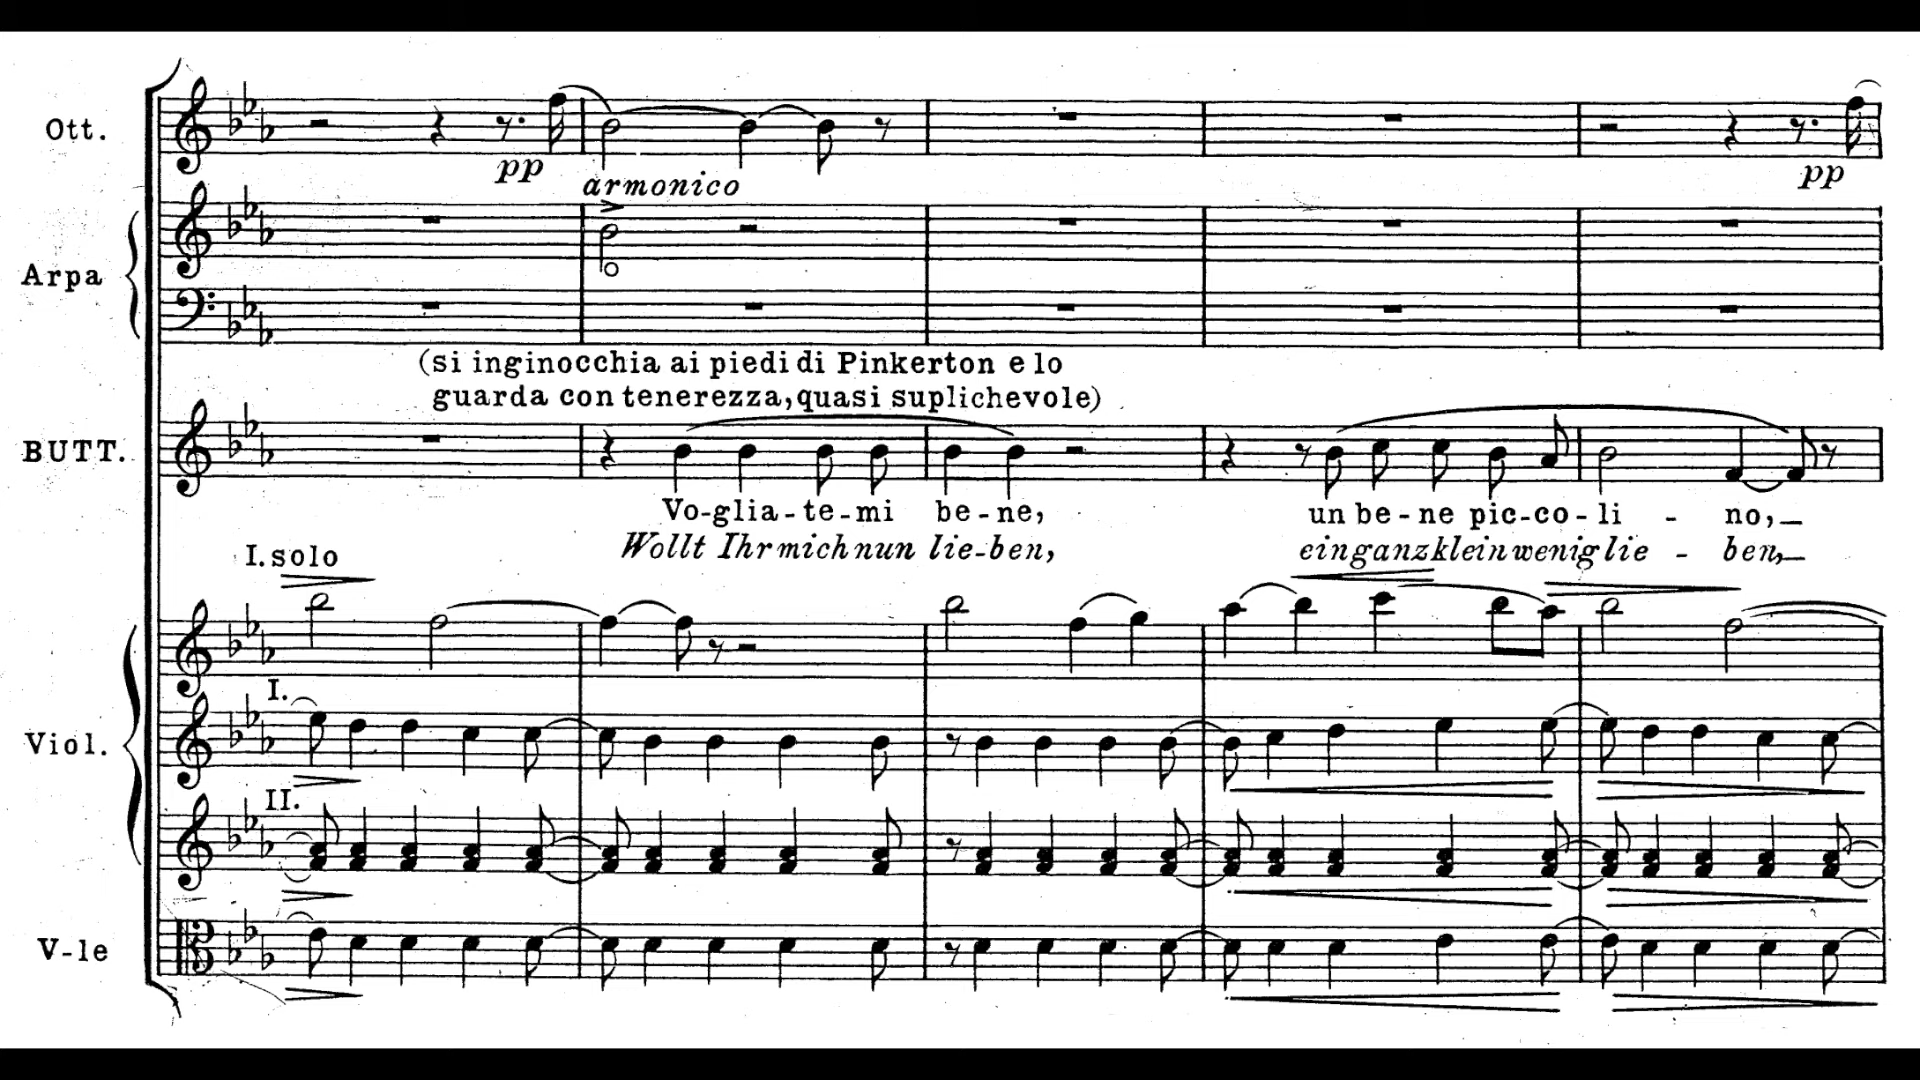 Ott.
pp
pp
armonico
Arpa
(si inginocchia ai piedi di Pinkerton e lo
guarda con tenerezza, quasi suplichevole)
BUTT.
Vo-glia-te-mi be-ne, un be-ne pic-co-li - no,
Wollt Ihr mich nun lie-ben, ein ganz klein wenig lie - ben,
I. solo
I.
Viol.
II.
V-le